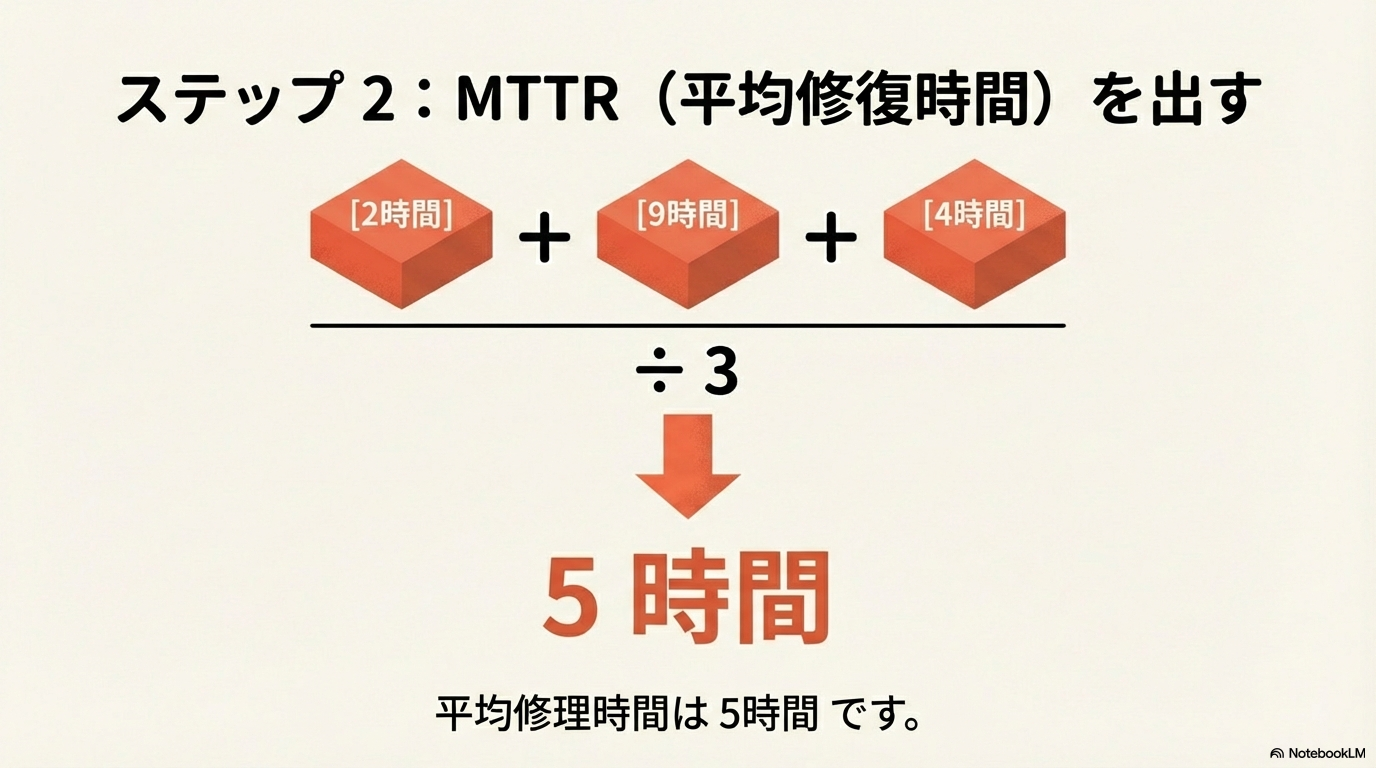 ステップ 2：MTTR（平均修復時間）を出す
[2時間] + [9時間] + [4時間]
÷ 3
5 時間
平均修理時間は 5時間 です。
NotebookLM